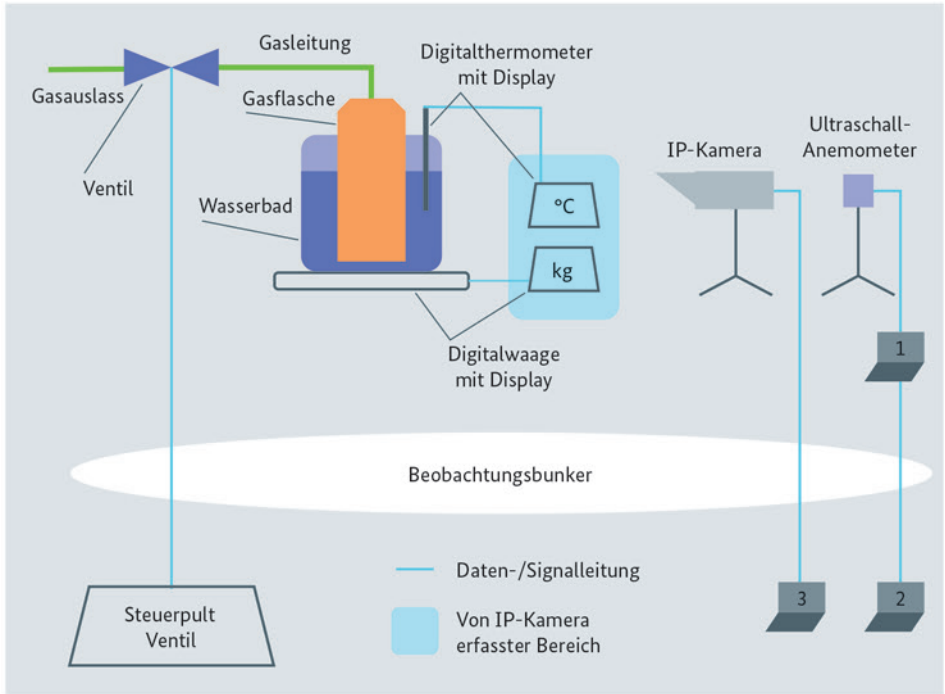 Gasleitung
Gasauslass
Gasflasche
Digitalthermometer
mit Display
Ventil
Wasserbad
°C
kg
IP-Kamera
Ultraschall-
Anemometer
Digitalwaage
mit Display
1
Beobachtungsbunker
Steuerpult
Ventil
Daten-/Signalleitung
Von IP-Kamera
erfasster Bereich
3
2